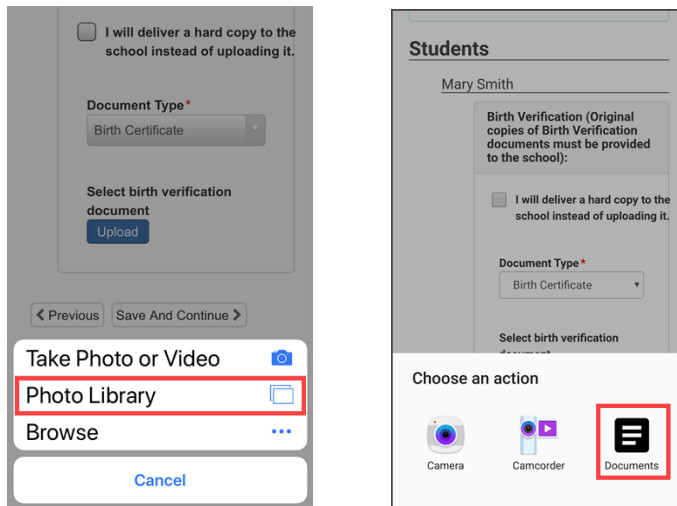 I will deliver a hard copy to the
school instead of uploading it.
Document Type*
Birth Certificate
Select birth verification
document
Upload
Previous
Save And Continue
Take Photo or Video
Photo Library
Browse
Cancel
Students
Mary Smith
Birth Verification (Original
copies of Birth Verification
documents must be provided
to the school):
I will deliver a hard copy to the
school instead of uploading it.
Document Type*
Birth Certificate
Select birth verification
document
Choose an action
Camera
Camcorder
Documents